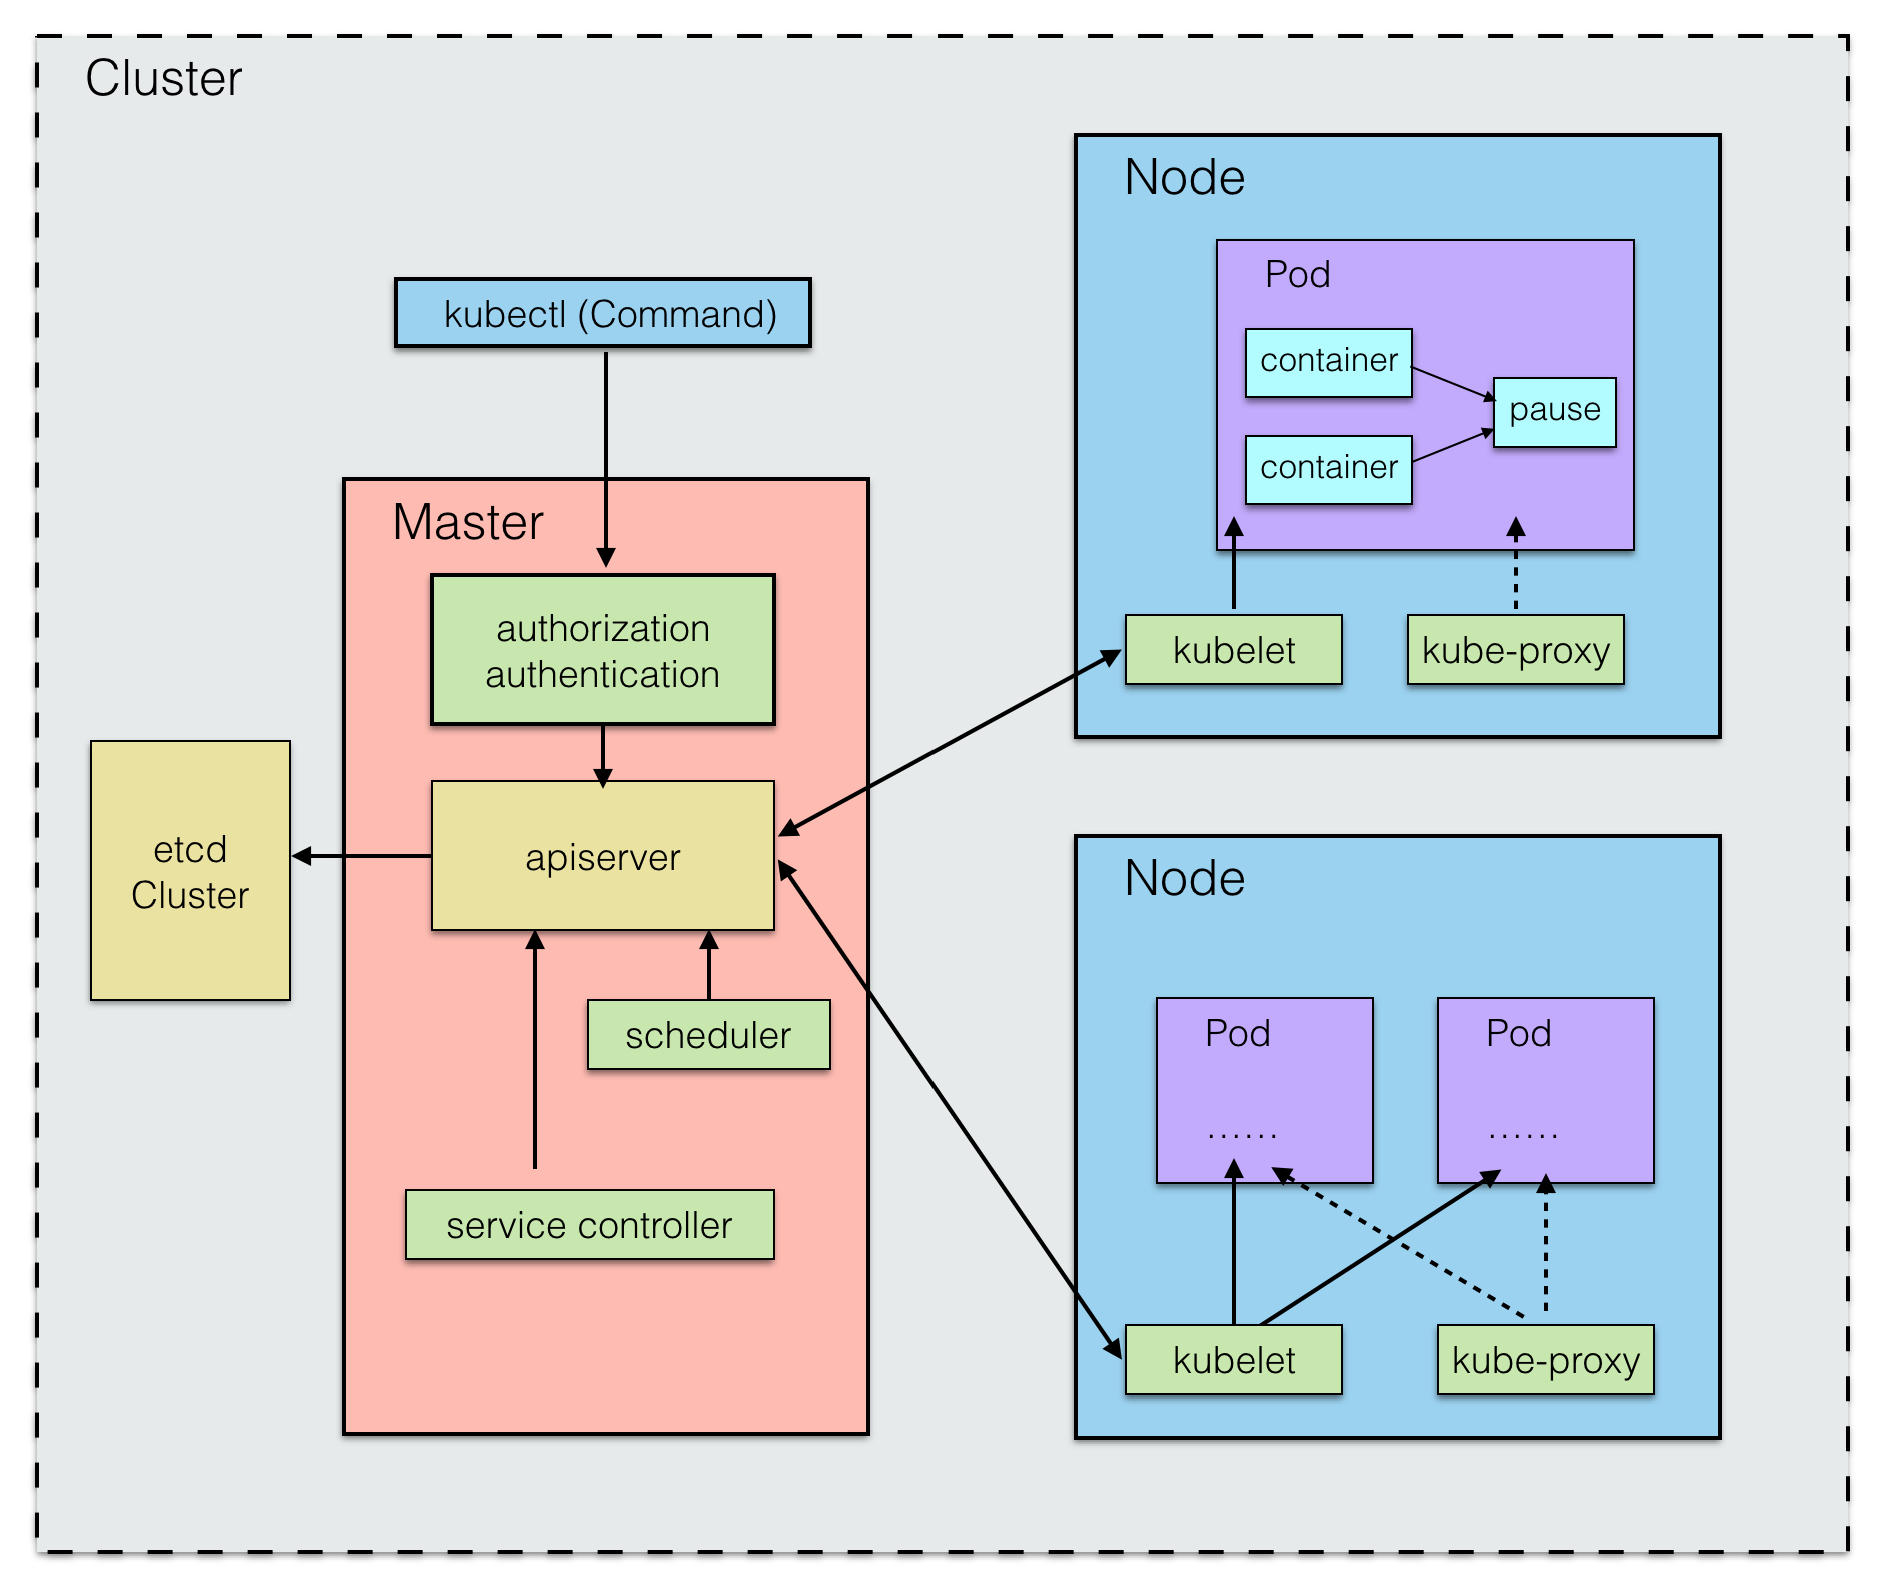 Cluster
kubectl (Command)
Master
authorization
authentication
apiserver
etcd
Cluster
scheduler
service controller
Node
Pod
container
container
pause
kubelet
kube-proxy
Node
Pod
......
Pod
......
kubelet
kube-proxy